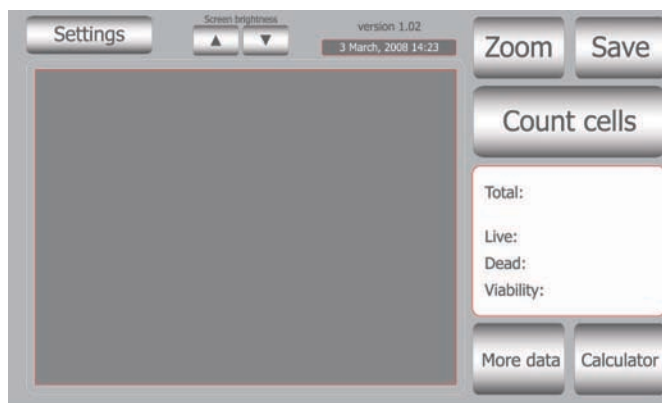 Settings
Screen brightness
version 1.02
3 March, 2008 14:23
Zoom
Save
Count cells
Total:
Live:
Dead:
Viability:
More data
Calculator